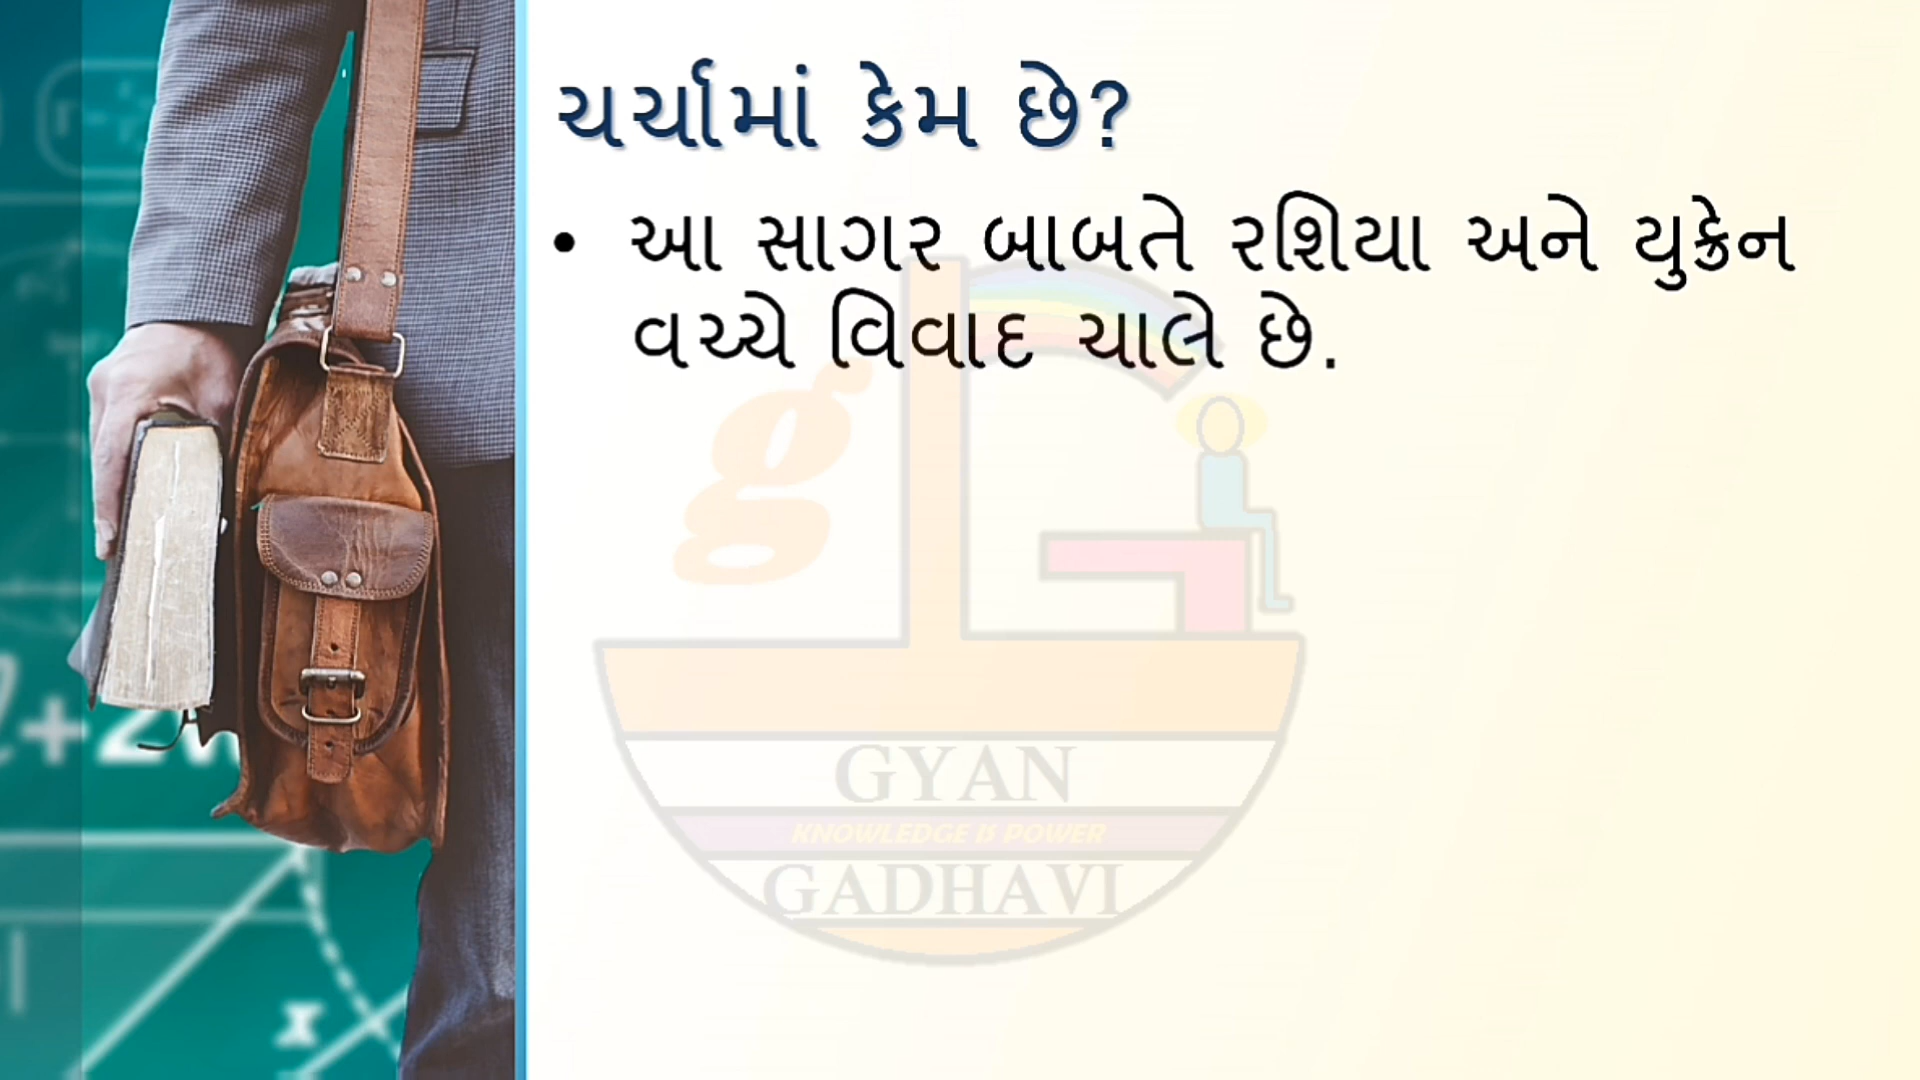 ચર્ચામાં કેમ છે?
• આ સાગર બાબતે રશિયા અને યુક્રેન
વચ્ચે વિવાદ ચાલે છે.
g
g
GYAN
KNOWLEDGE IS POWER
GADHAVI